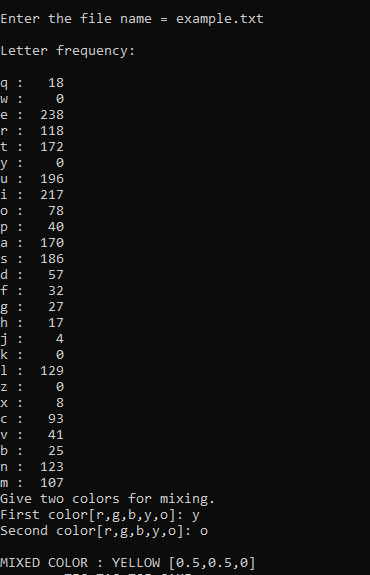 Enter the file name = example.txt
Letter frequency:
q : 18
w : 0
e : 238
r : 118
t : 172
y : 0
u : 196
i : 217
o : 78
p : 40
a : 170
s : 186
d : 57
f : 32
g : 27
h : 17
j : 4
k : 0
l : 129
z : 0
x : 8
c : 93
v : 41
b : 25
n : 123
m : 107
Give two colors for mixing.
First color[r,g,b,y,o]: y
Second color[r,g,b,y,o]: o
MIXED COLOR : YELLOW [0.5,0.5,0]